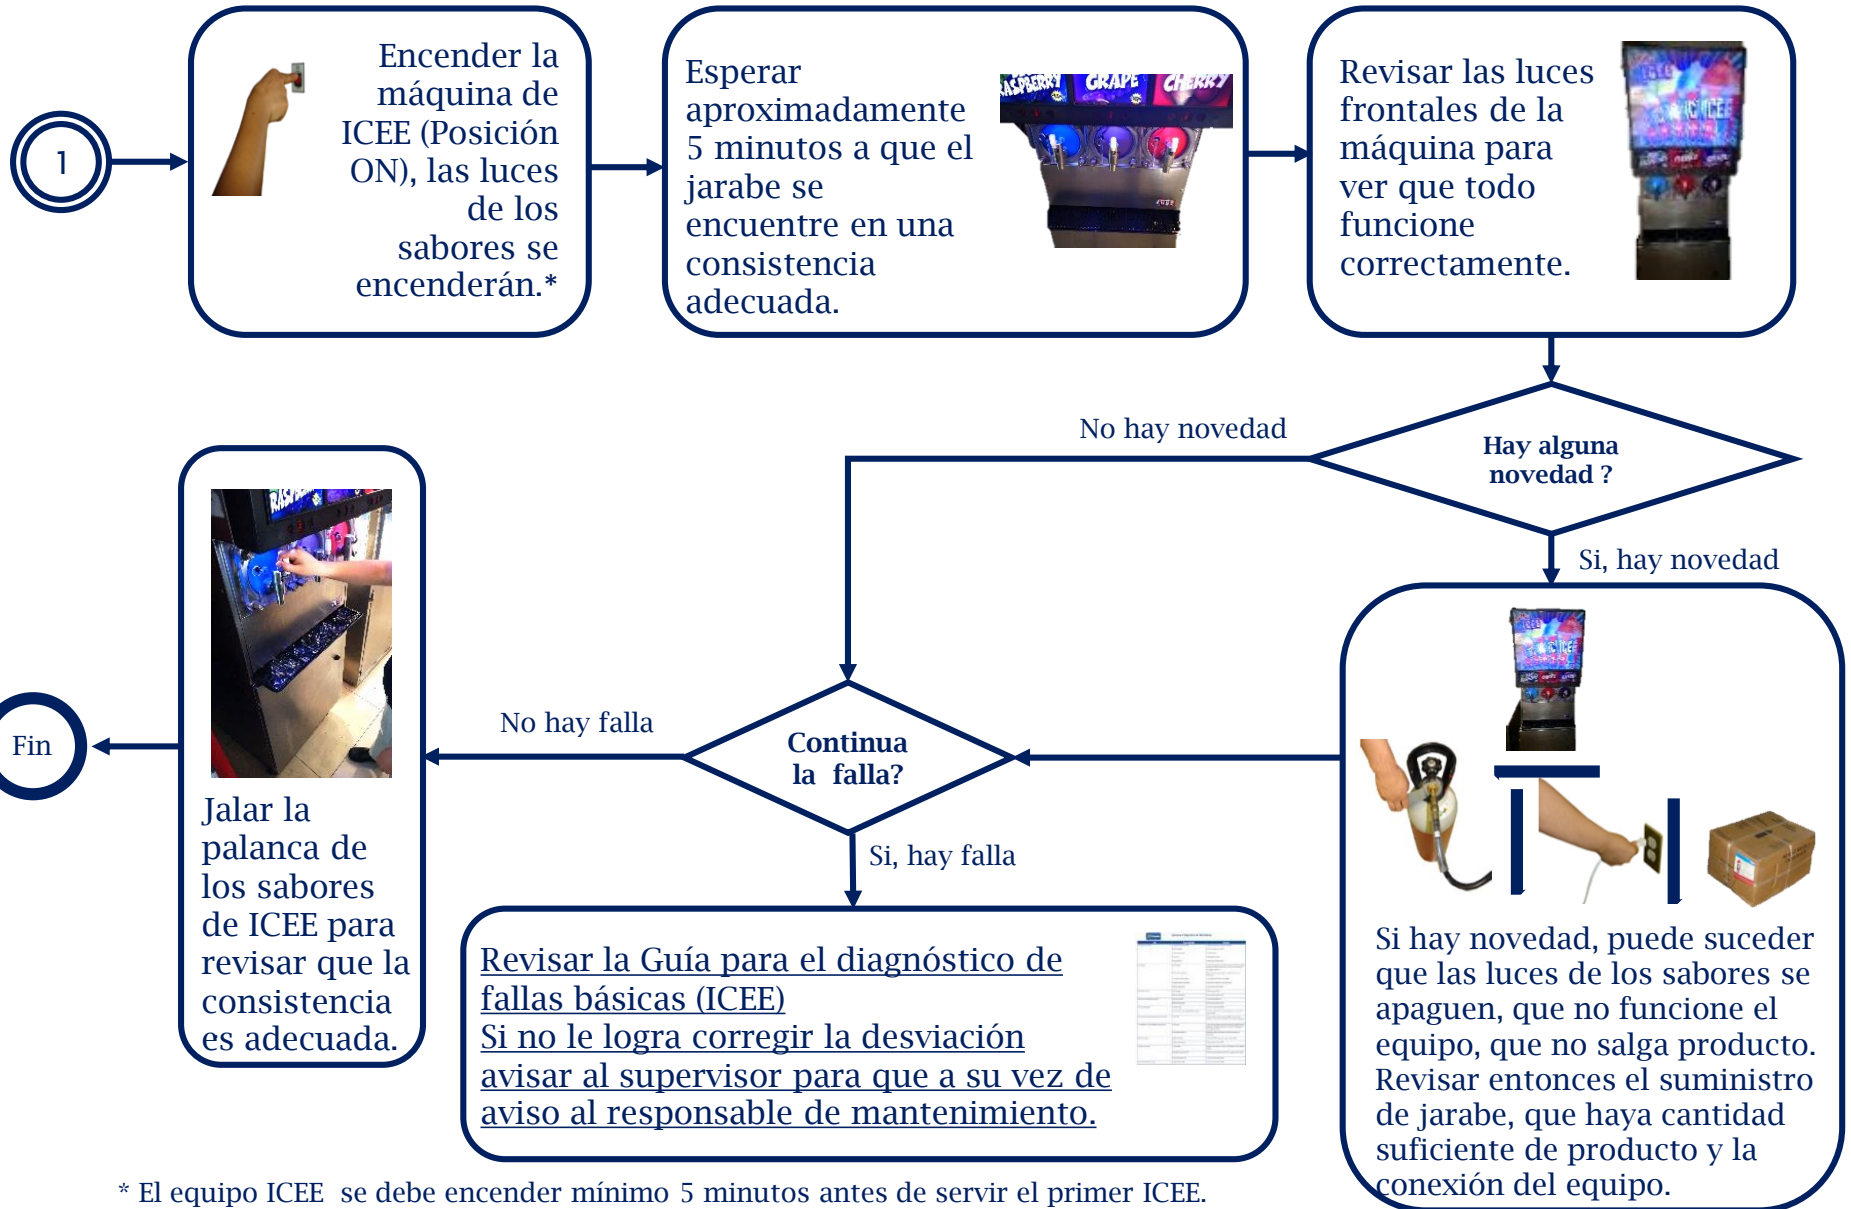 1
Encender la
máquina de
ICEE (Posición
ON), las luces
de los
sabores se
encenderán.*
Esperar
aproximadamente
5 minutos a que el
jarabe se
encuentre en una
consistencia
adecuada.
RASPBERRY
GRAPE
CHERRY
Revisar las luces
frontales de la
máquina para
ver que todo
funcione
correctamente.
ICEE
Hay alguna
novedad ?
No hay novedad
Si, hay novedad
Si hay novedad, puede suceder
que las luces de los sabores se
apaguen, que no funcione el
equipo, que no salga producto.
Revisar entonces el suministro
de jarabe, que haya cantidad
suficiente de producto y la
conexión del equipo.
Continua
la falla?
No hay falla
Si, hay falla
Revisar la Guía para el diagnóstico de
fallas básicas (ICEE)
Si no le logra corregir la desviación
avisar al supervisor para que a su vez de
aviso al responsable de mantenimiento.
Jalar la
palanca de
los sabores
de ICEE para
revisar que la
consistencia
es adecuada.
Fin
* El equipo ICEE se debe encender mínimo 5 minutos antes de servir el primer ICEE.